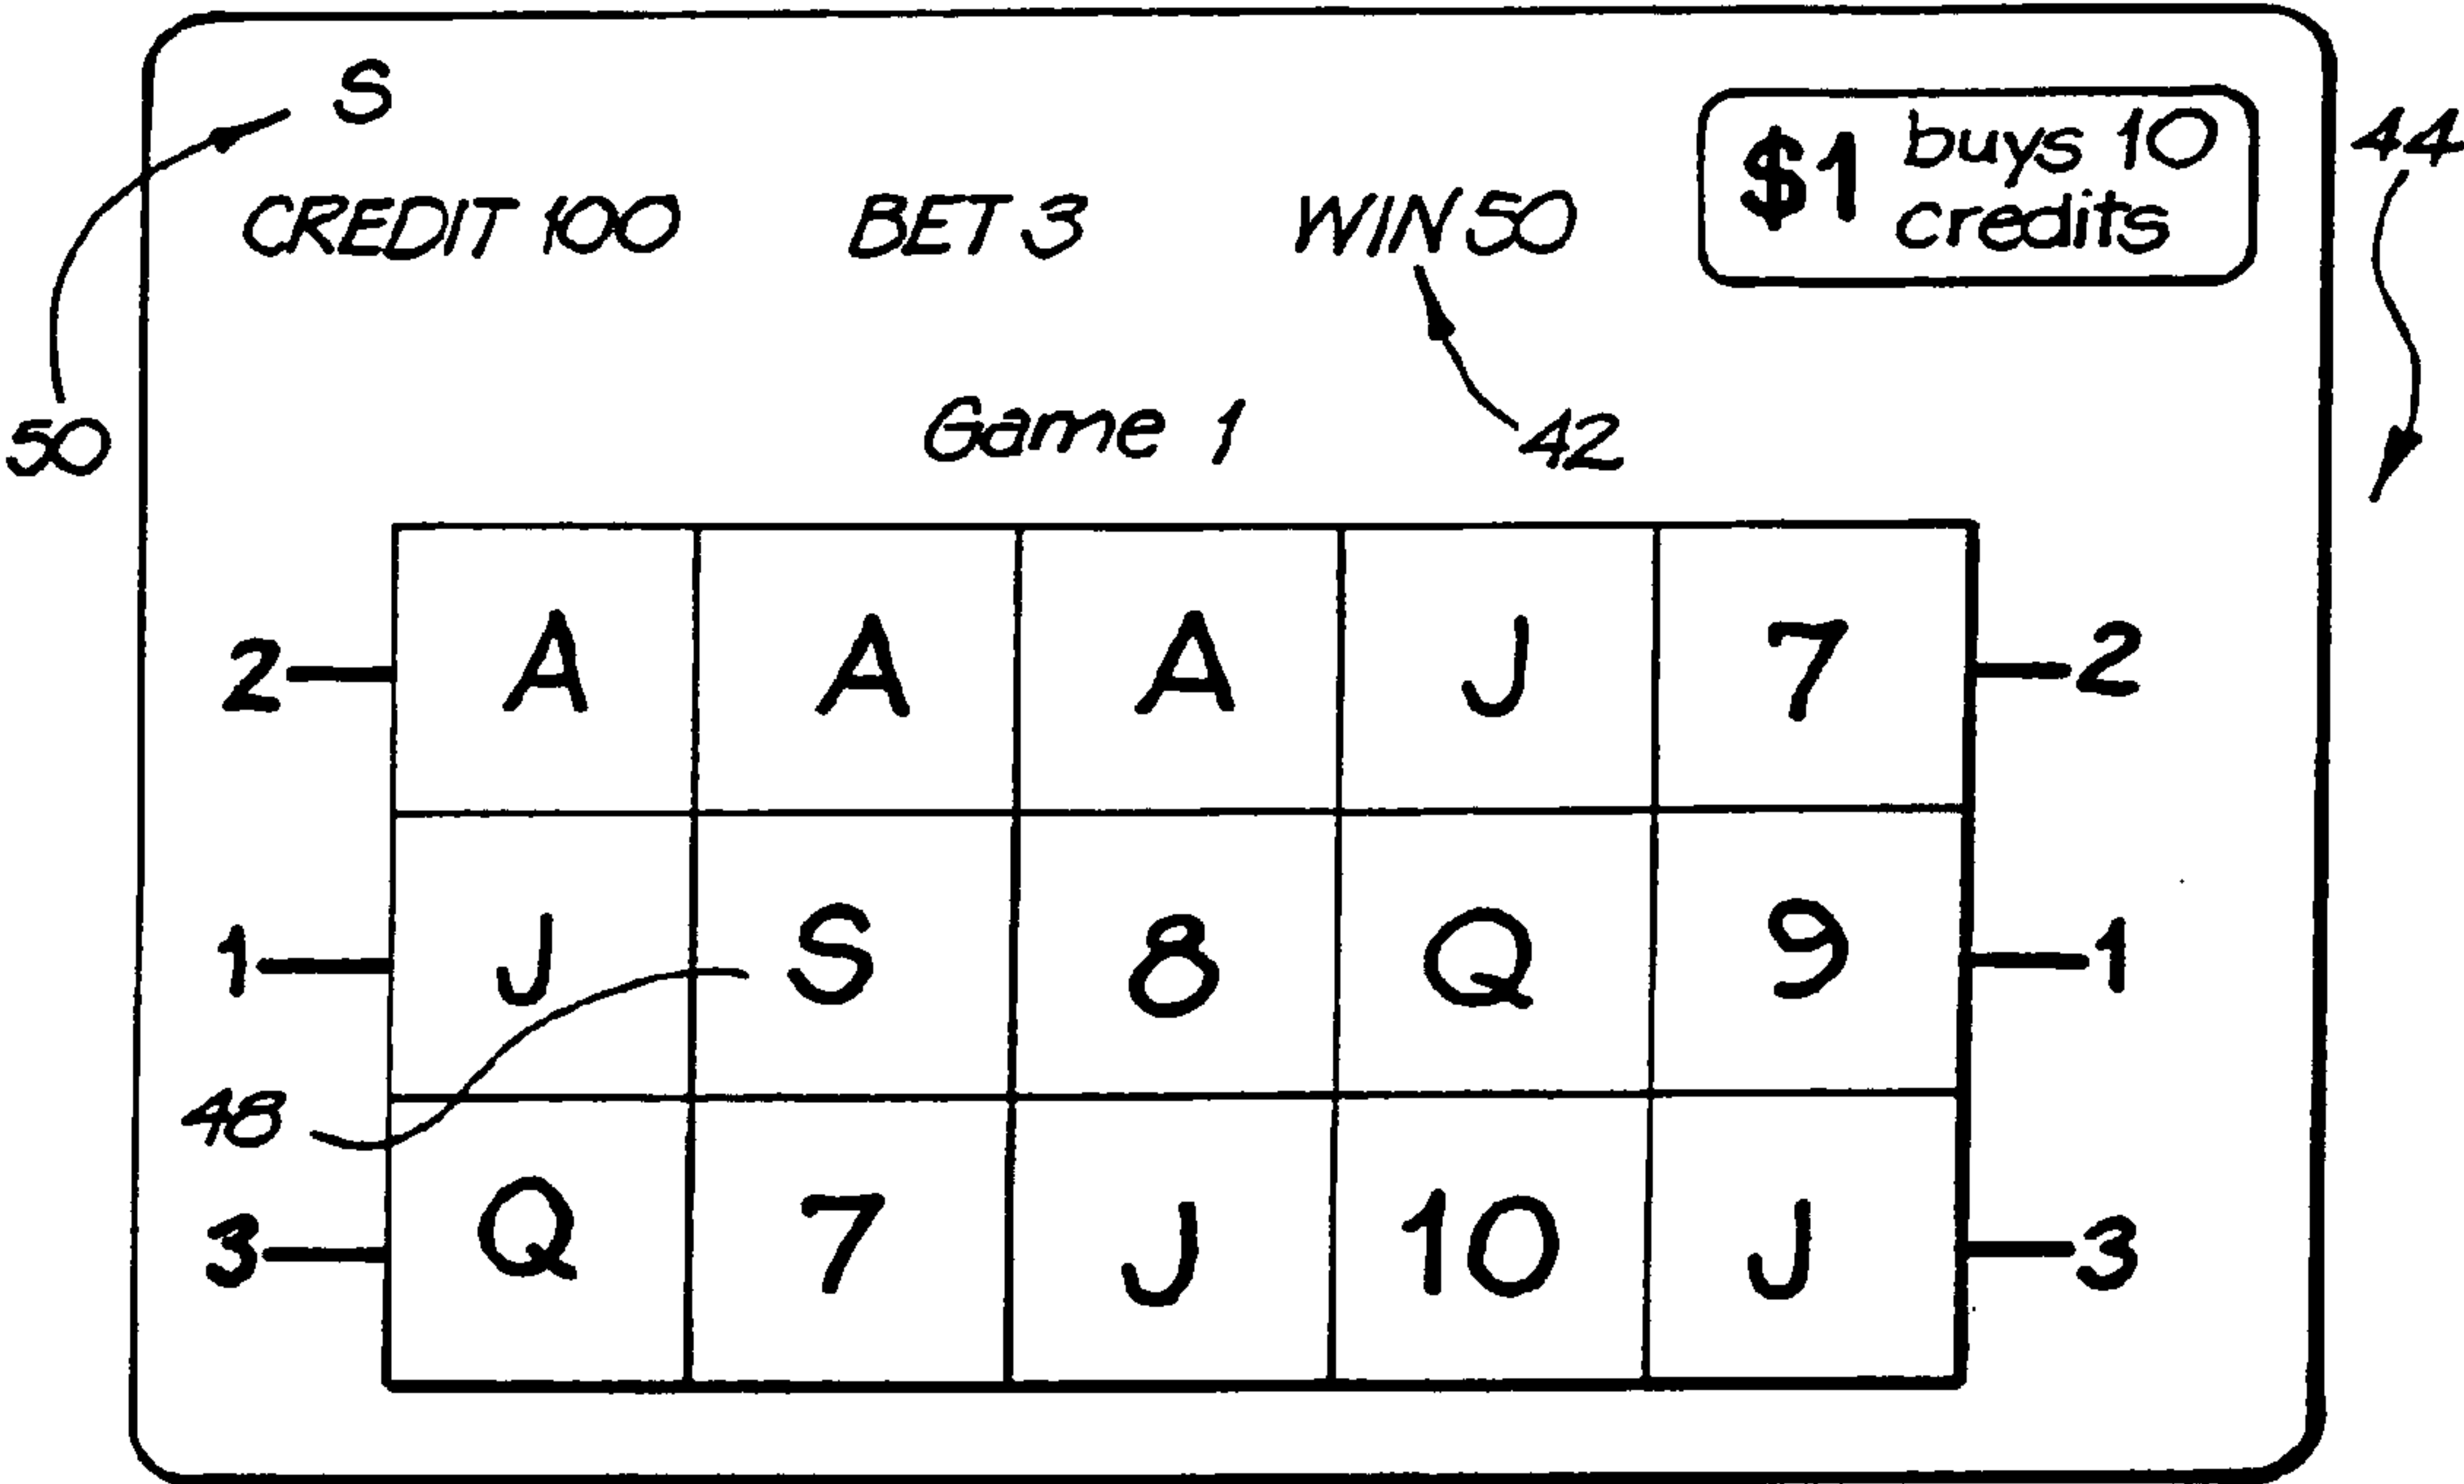 S
$1 buys 10 credits
44
CREDIT 100 BET 3 WIN 50
50
Game 1
42
2 A A A J 7 2
1 J S 8 Q 9 1
48
3 Q 7 J 10 J 3